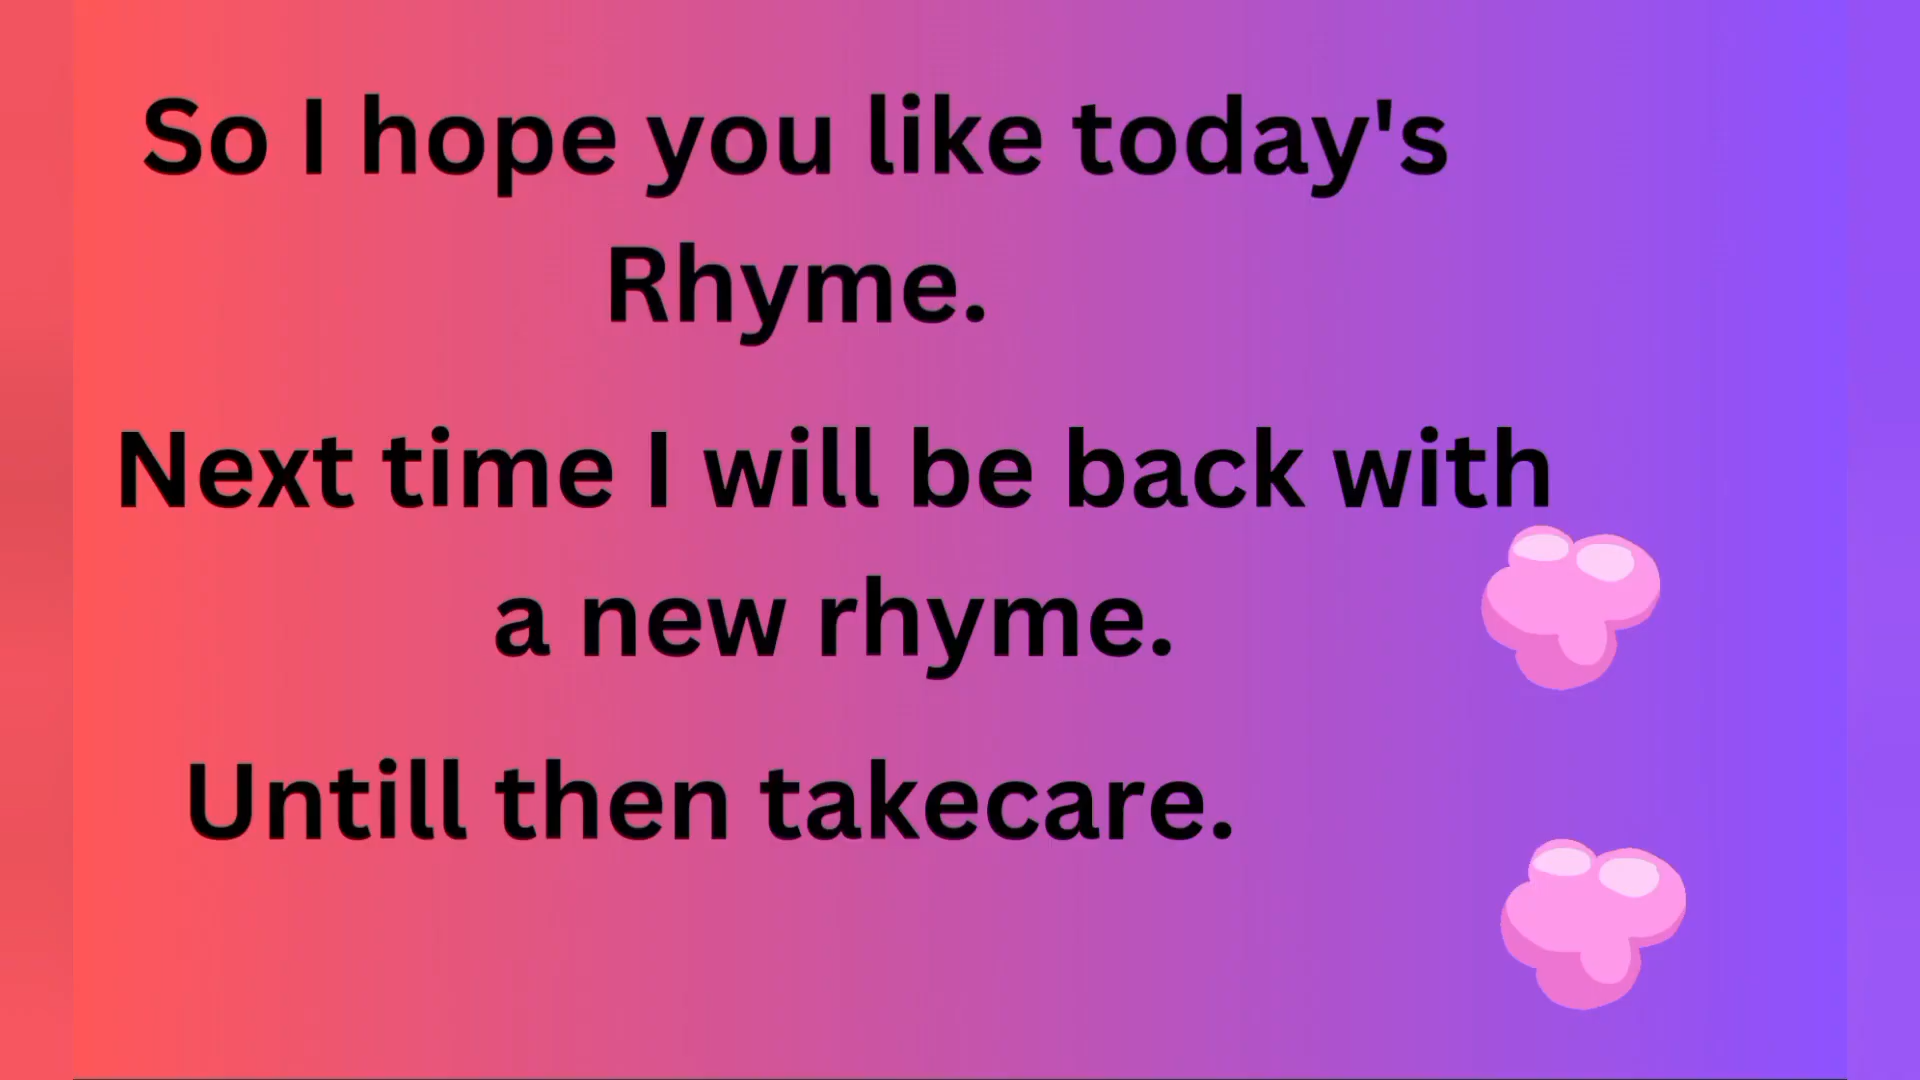 So I hope you like today's
Rhyme.
Next time I will be back with
a new rhyme.
Untill then takecare.